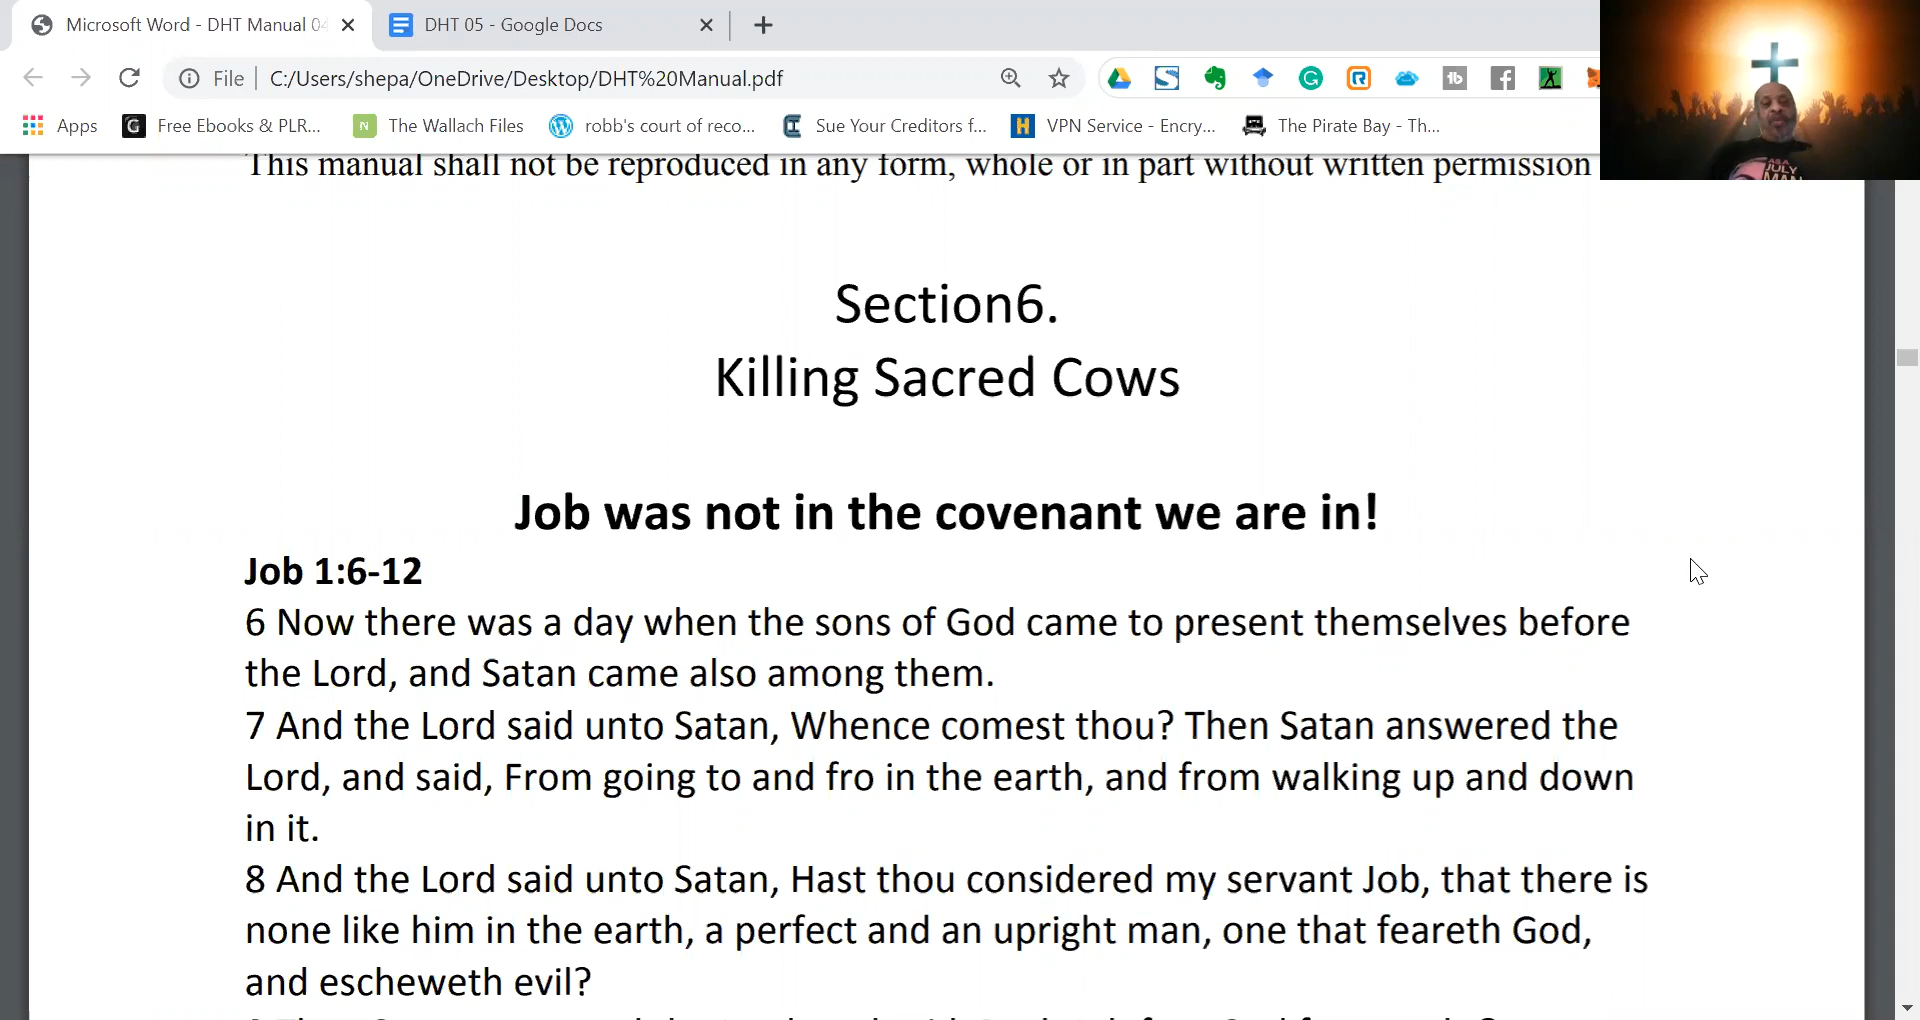 Microsoft Word - DHT Manual 04
DHT 05 - Google Docs
File
C:/Users/shepa/OneDrive/Desktop/DHT%20Manual.pdf
Apps
Free Ebooks & PLR...
The Wallach Files
robb's court of reco...
Sue Your Creditors f...
VPN Service - Encry...
The Pirate Bay - Th...
AS A
JULY
MAN
This manual shall not be reproduced in any form, whole or in part without written permission
Section6.
Killing Sacred Cows
Job was not in the covenant we are in!
Job 1:6-12
6 Now there was a day when the sons of God came to present themselves before
the Lord, and Satan came also among them.
7 And the Lord said unto Satan, Whence comest thou? Then Satan answered the
Lord, and said, From going to and fro in the earth, and from walking up and down
in it.
8 And the Lord said unto Satan, Hast thou considered my servant Job, that there is
none like him in the earth, a perfect and an upright man, one that feareth God,
and escheweth evil?